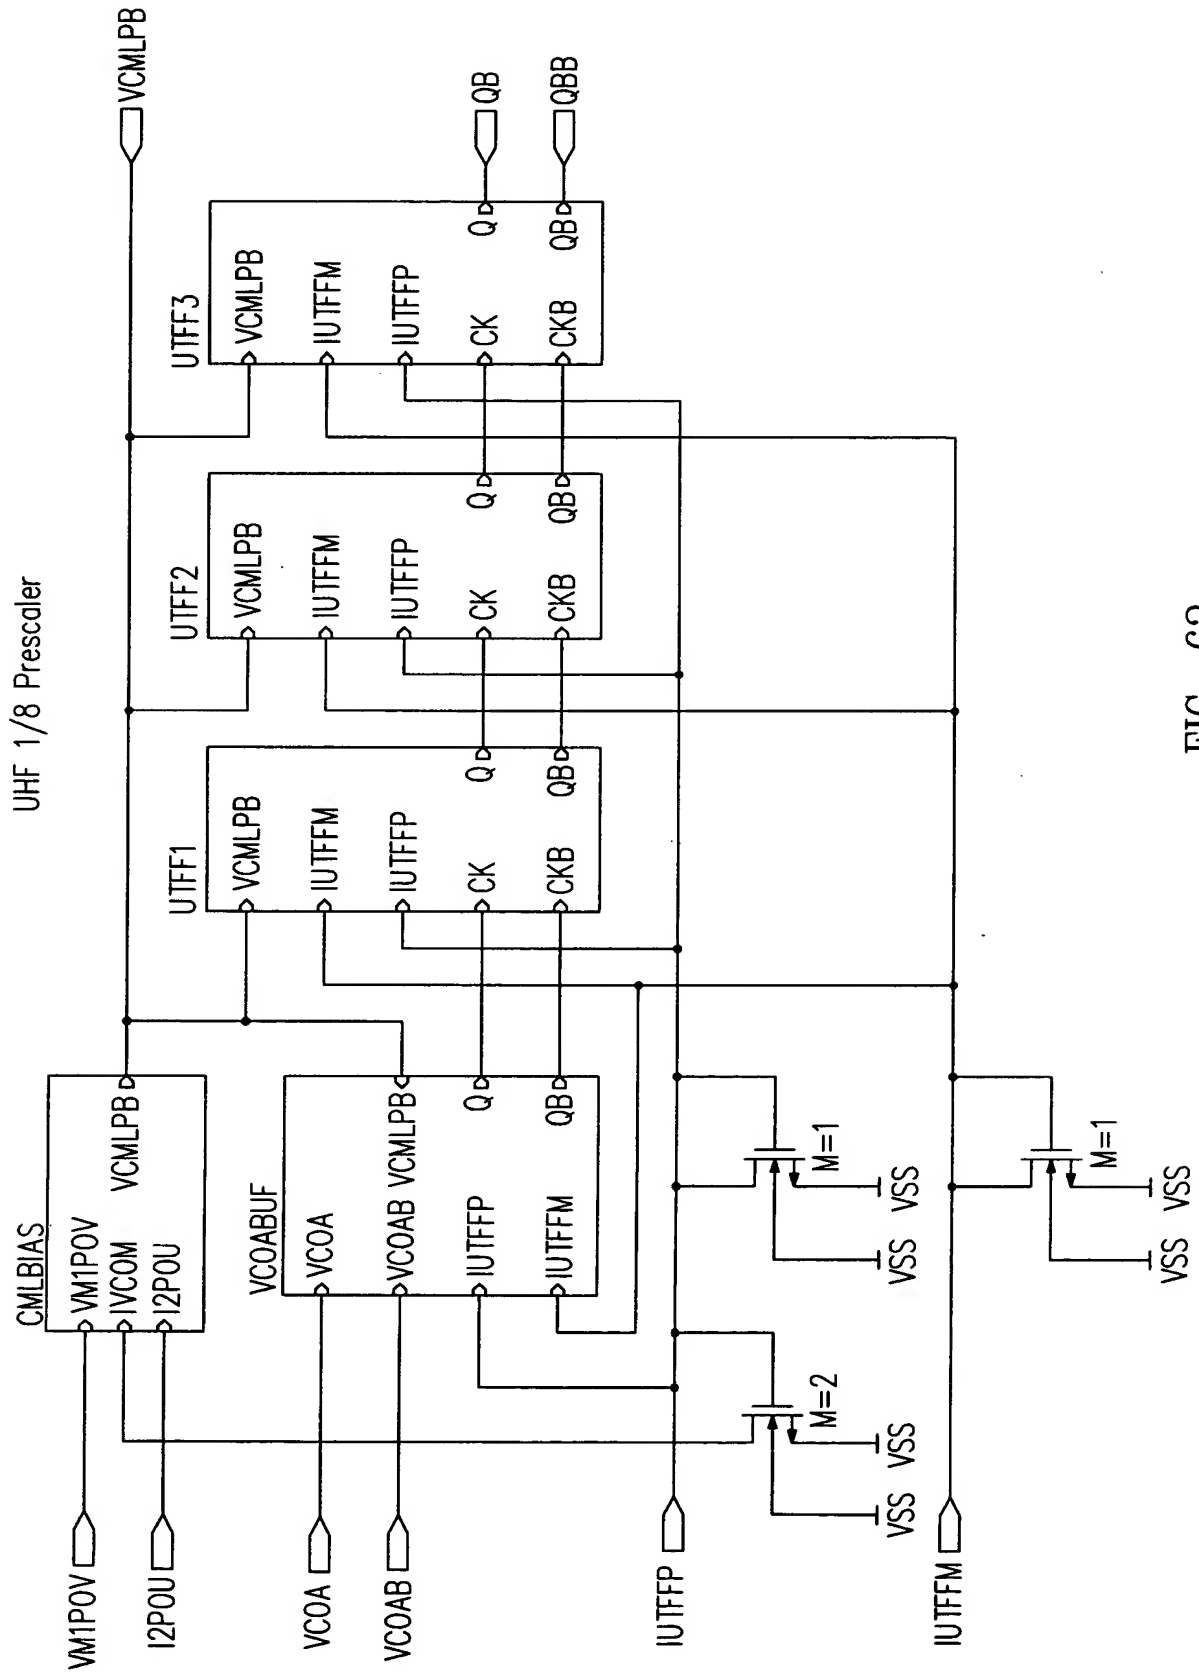 UHF 1/8 Prescaler
CMLBIAS
VM1POV
IVCOM
I2POU
VCMLPB
VCMLPB
VM1POV
I2POU
VCOABUF
VCOA
VCOAB VCMLPB
IUTFFP
IUTFFM
Q
QB
VCOA
VCOAB
UTFF1
VCMLPB
IUTFFM
IUTFFP
CK
CKB
Q
QB
UTFF2
VCMLPB
IUTFFM
IUTFFP
CK
CKB
Q
QB
UTFF3
VCMLPB
IUTFFM
IUTFFP
CK
CKB
Q
QB
QB
QBB
IUTFFP
M=2
VSS
VSS
M=1
VSS
VSS
IUTFFM
M=1
VSS
VSS
FIG.